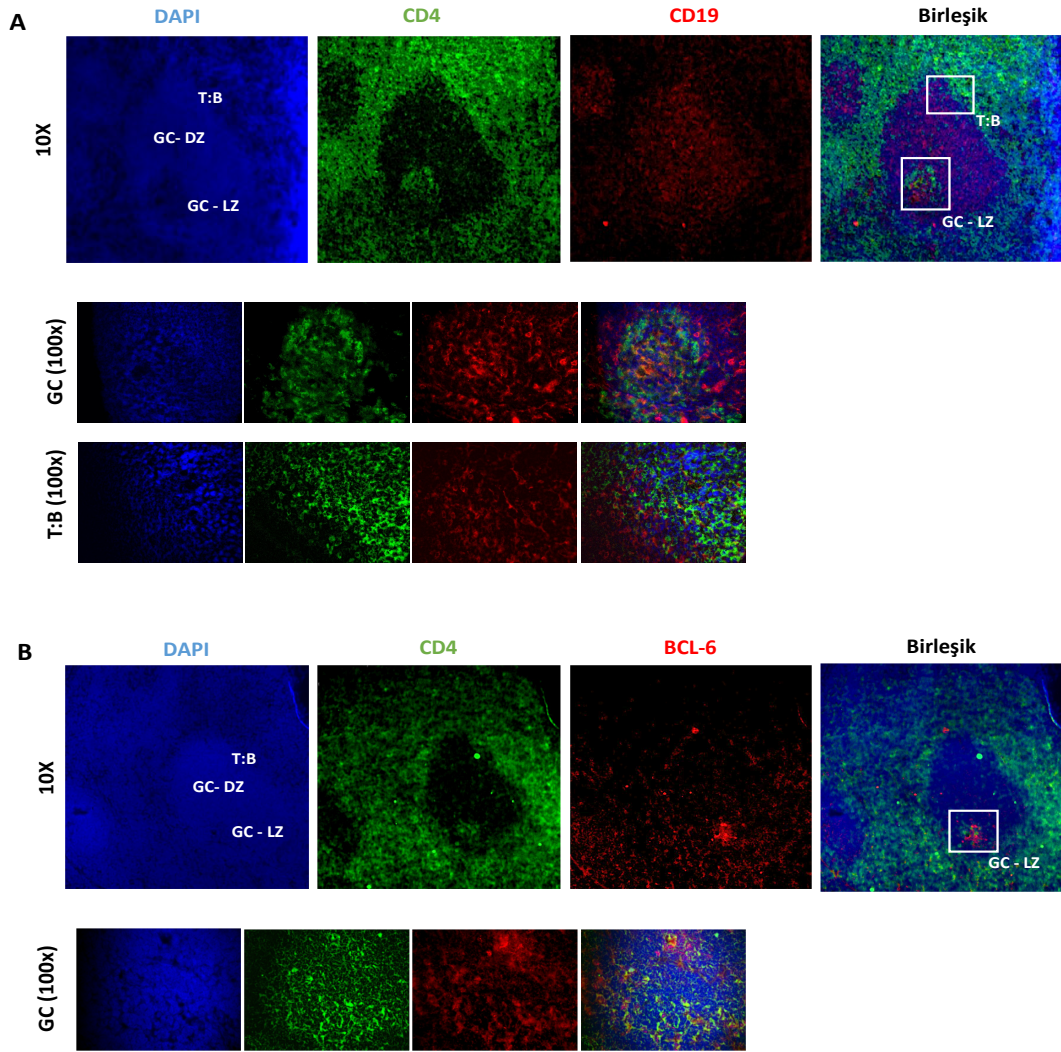 A
DAPI CD4 CD19 Birleşik
10X
T:B
GC- DZ
GC - LZ
T:B
GC - LZ
GC (100x)
T:B (100x)
B
DAPI CD4 BCL-6 Birleşik
10X
T:B
GC- DZ
GC - LZ
GC - LZ
GC (100x)